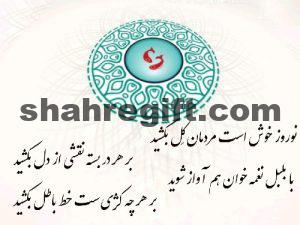 shahregift.com
نوروز خوش است مردمان گل بکشید
بر هر در بسته نقشی از دل بکشید
با بلبل نغمه خوان هم آواز شوید
بر هر چه کژی ست خط باطل بکشید